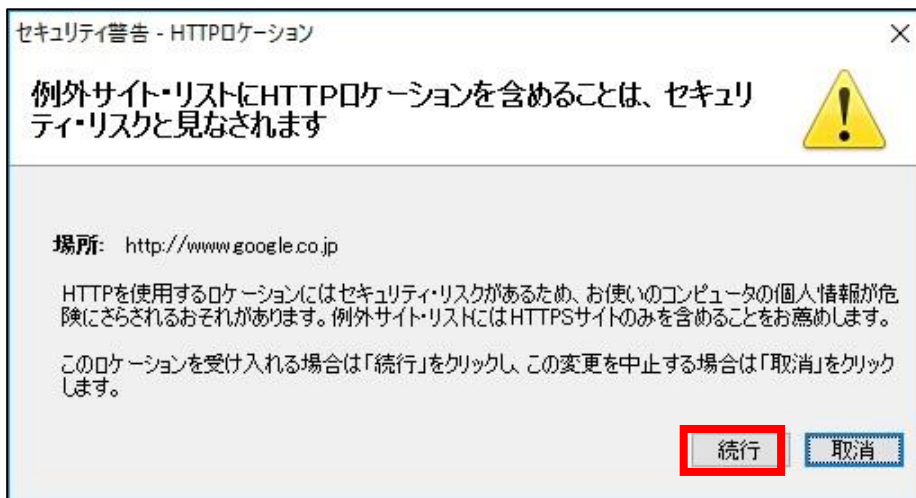 セキュリティ警告 - HTTPロケーション
例外サイト・リストにHTTPロケーションを含めることは、セキュリ
ティ・リスクと見なされます
場所: http://www.google.co.jp
HTTPを使用するロケーションにはセキュリティ・リスクがあるため、お使いのコンピュータの個人情報が危
険にさらされるおそれがあります。例外サイト・リストにはHTTPSサイトのみを含めることをお薦めします。
このロケーションを受け入れる場合は「続行」をクリックし、この変更を中止する場合は「取消」をクリック
します。
続行 取消